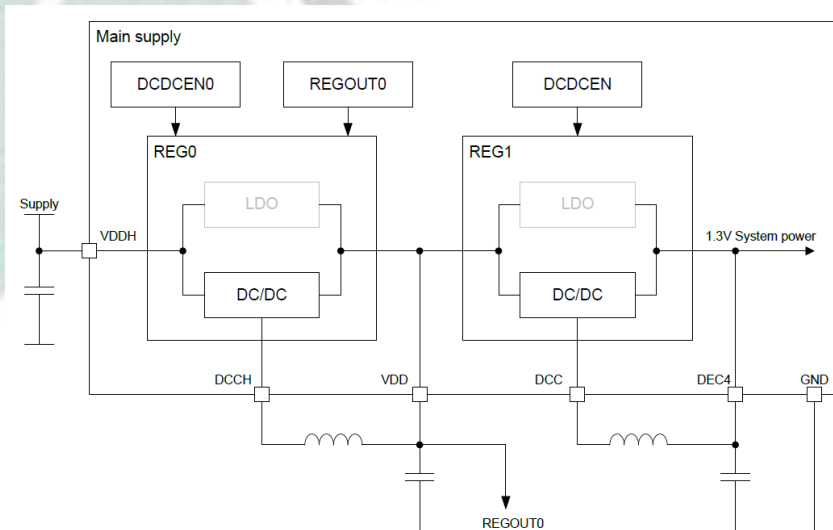 Main supply
DCDCEN0
REGOUT0
DCDCEN
REG0
REG1
LDO
LDO
Supply
VDDH
1.3V System power
DC/DC
DC/DC
DCCH
VDD
DCC
DEC4
GND
REGOUT0